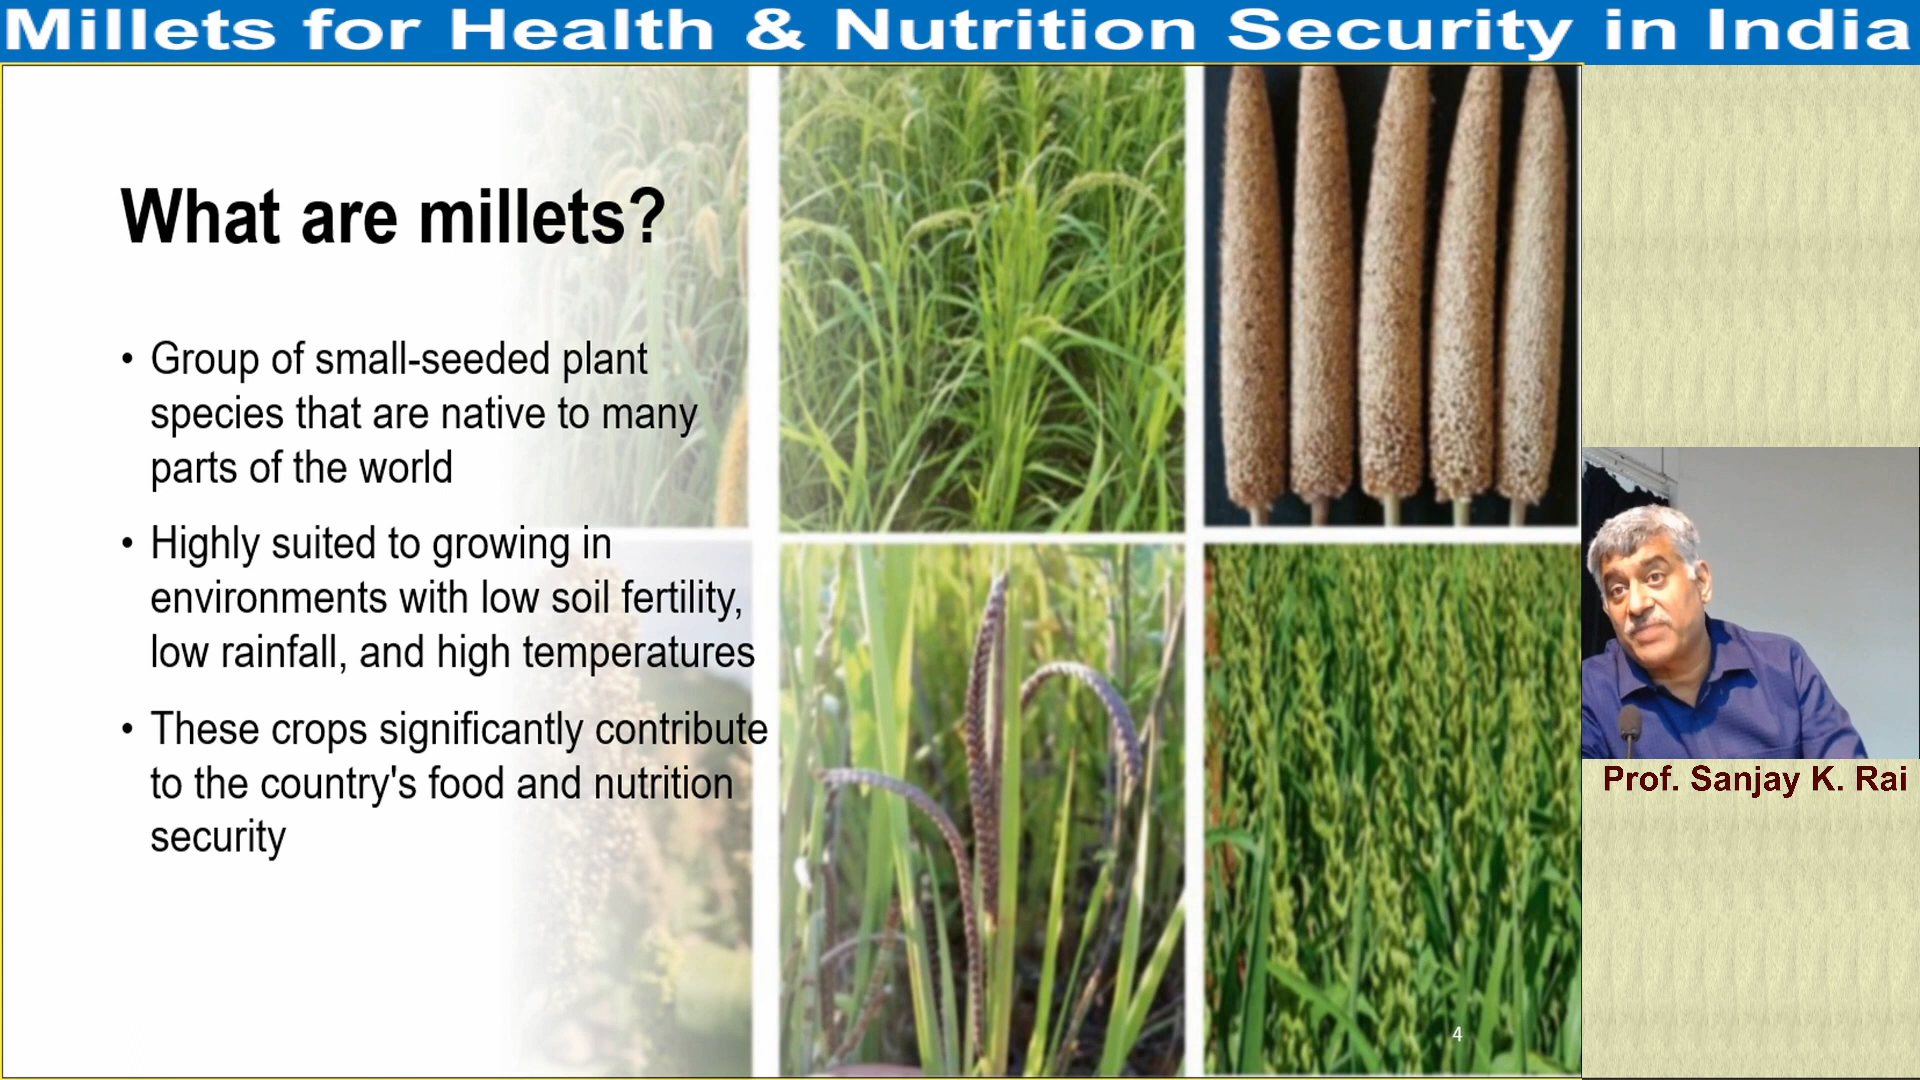 Millets for Health & Nutrition Security in India
What are millets?
• Group of small-seeded plant
species that are native to many
parts of the world
• Highly suited to growing in
environments with low soil fertility,
low rainfall, and high temperatures
• These crops significantly contribute
to the country's food and nutrition
security
4
Prof. Sanjay K. Rai